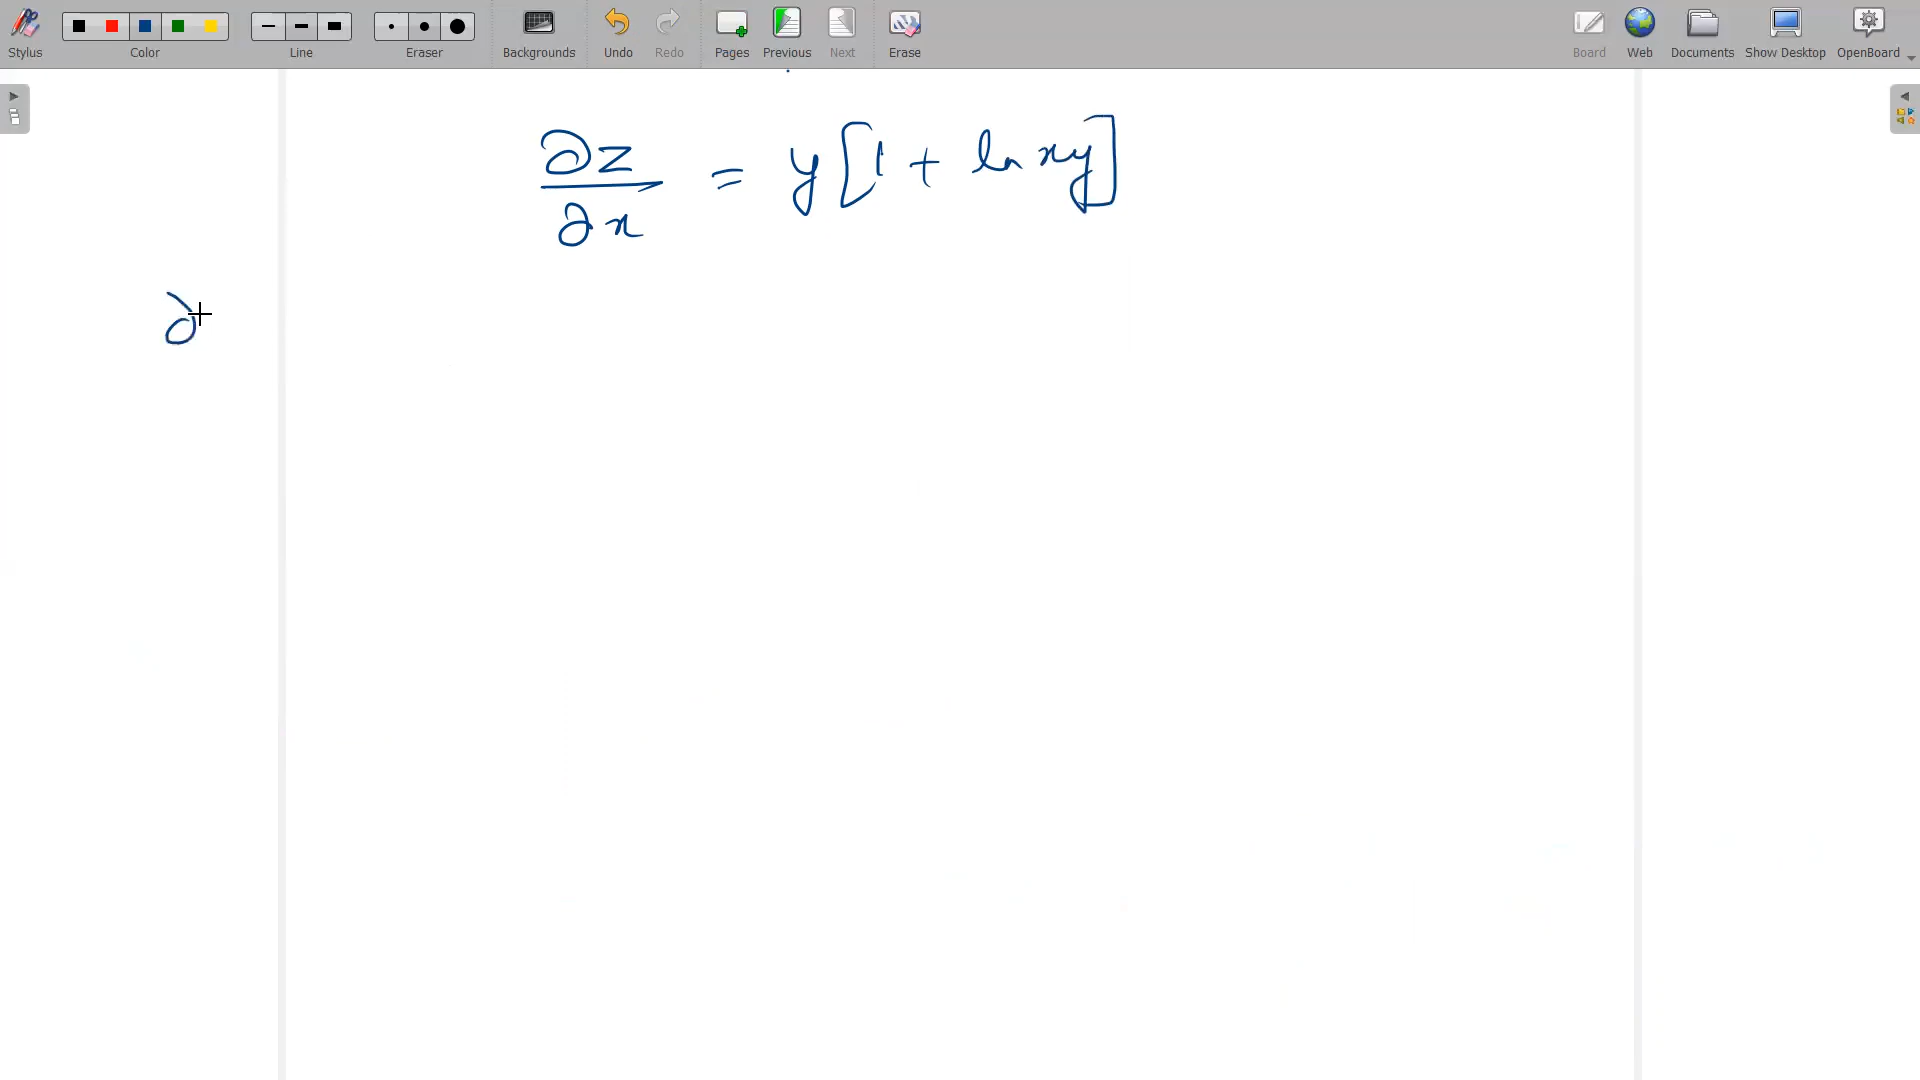 Stylus Color Line Eraser Backgrounds Undo Redo Pages Previous Next Erase Board Web Documents Show Desktop OpenBoard
∂z/∂x = y[1 + ln xy]
∂